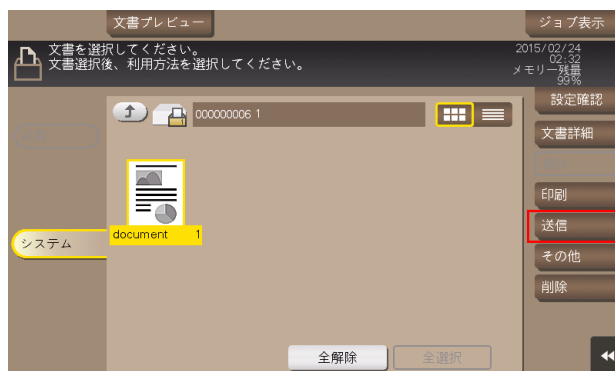 文書プレビュー
ジョブ表示
文書を選択してください。
文書選択後、利用方法を選択してください。
2015/02/24
02:32
メモリー残量
99%
設定確認
000000006 1
文書詳細
印刷
document 1
送信
システム
その他
削除
全解除
全選択